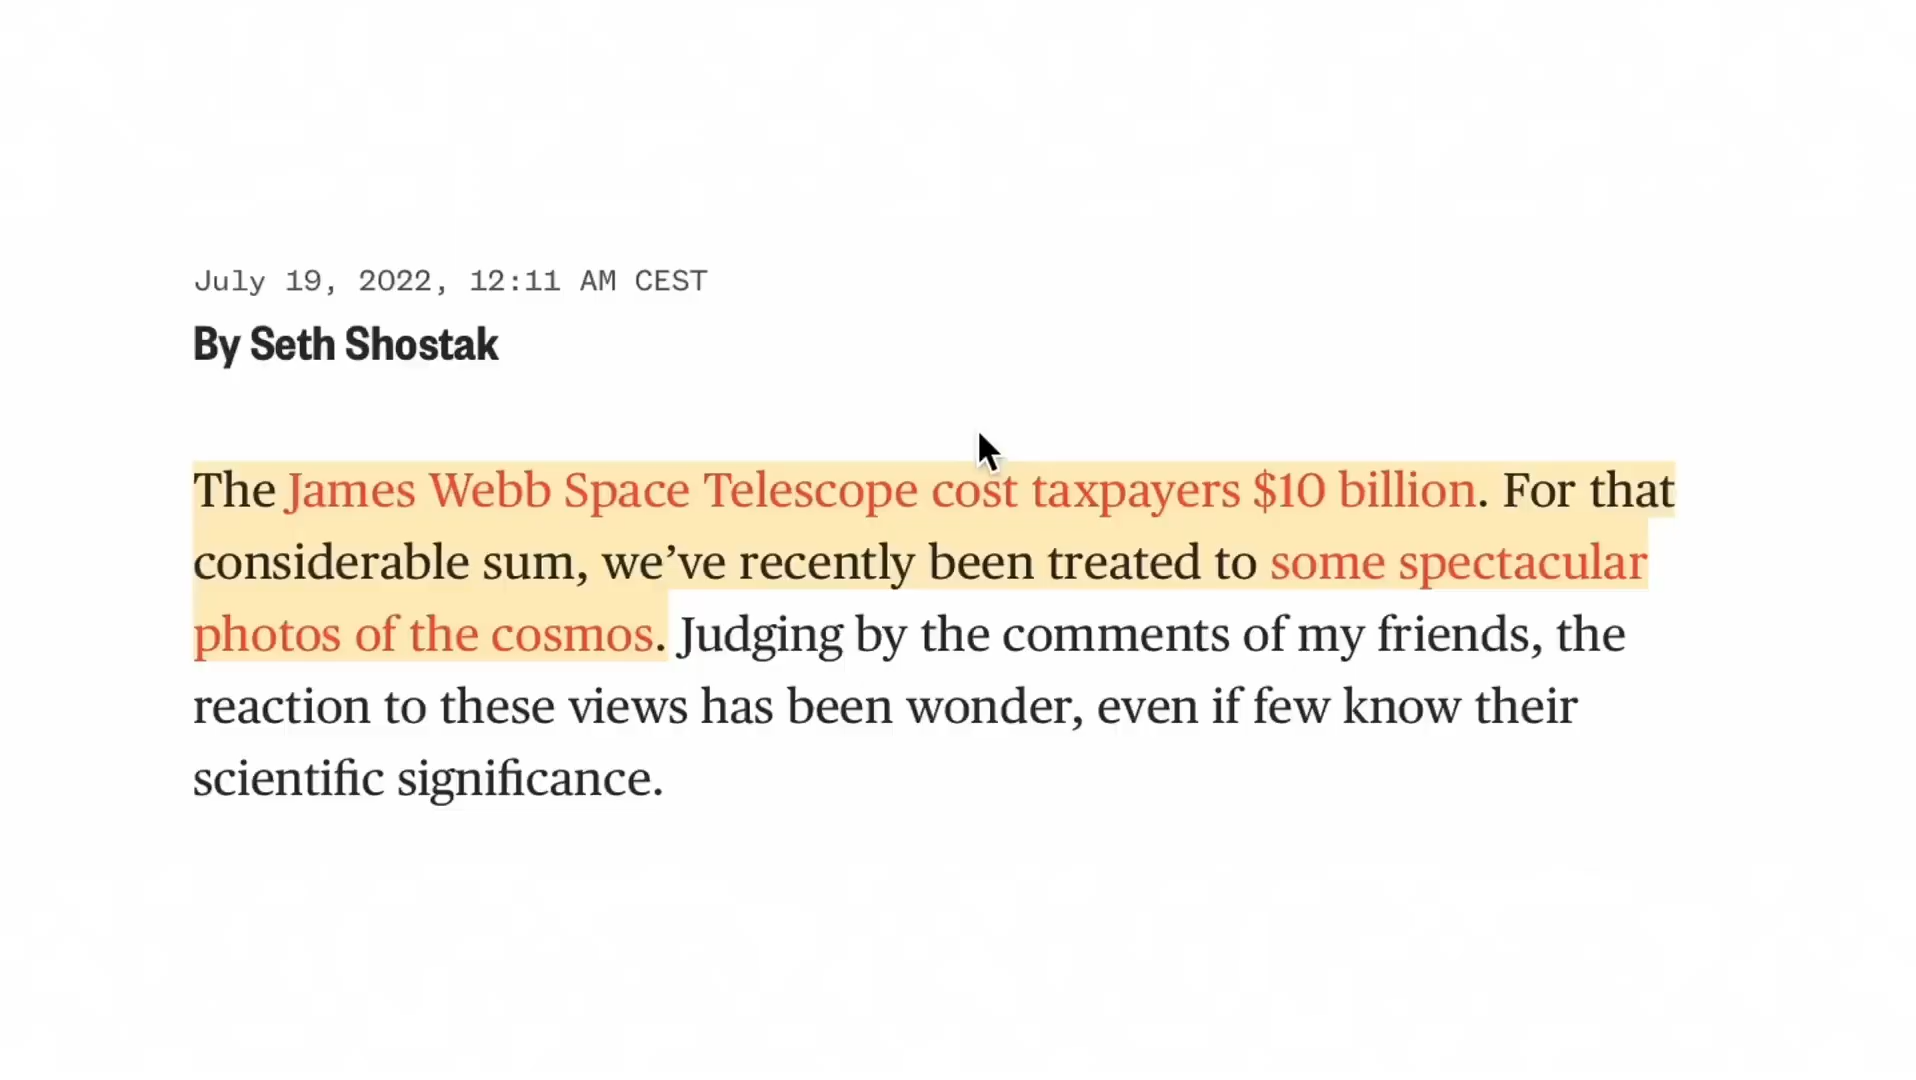 July 19, 2022, 12:11 AM CEST
By Seth Shostak
The James Webb Space Telescope cost taxpayers $10 billion. For that
considerable sum, we’ve recently been treated to some spectacular
photos of the cosmos. Judging by the comments of my friends, the
reaction to these views has been wonder, even if few know their
scientific significance.